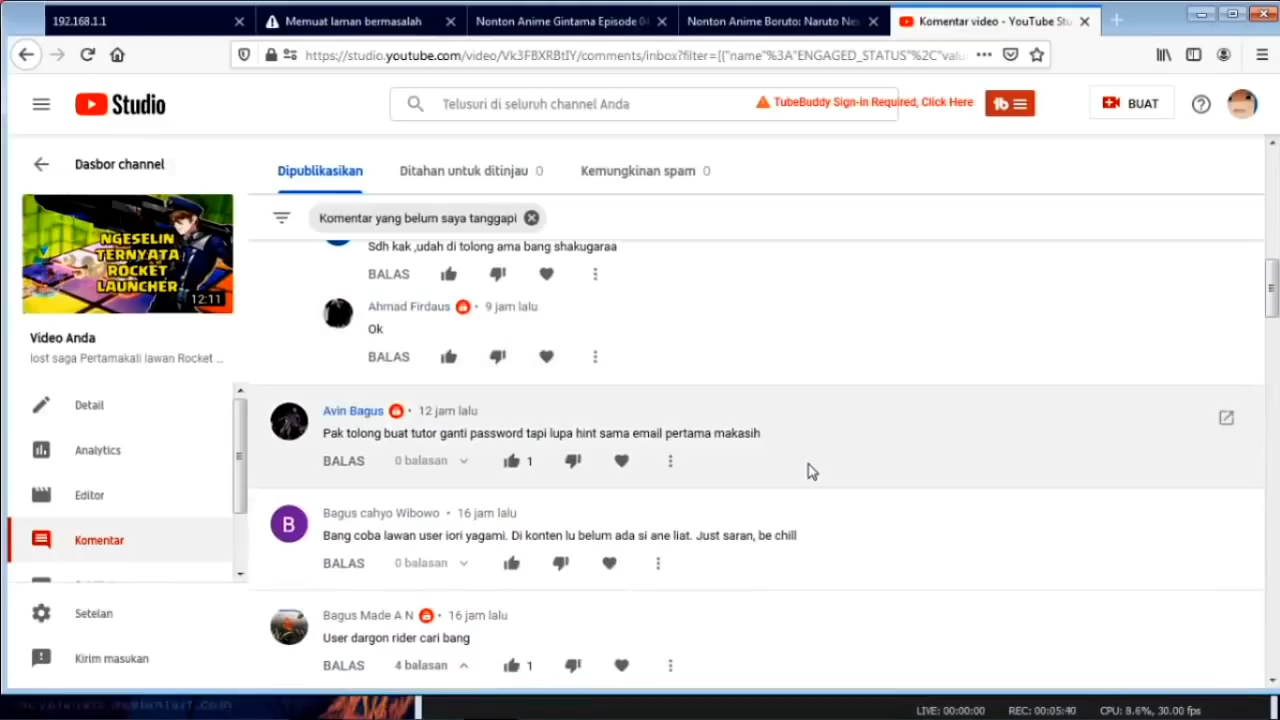 192.168.1.1
Memuat laman bermasalah
Nonton Anime Gintama Episode 04
Nonton Anime Boruto: Naruto Ne
Komentar video - YouTube Stu
https://studio.youtube.com/video/Vk3FBXRBtIY/comments/inbox?filter=[{"name"%3A"ENGAGED_STATUS"%2C"valu
Studio
Telusuri di seluruh channel Anda
TubeBuddy Sign-in Required, Click Here
tb
BUAT
Dasbor channel
Dipublikasikan
Ditahan untuk ditinjau 0
Kemungkinan spam 0
Komentar yang belum saya tanggapi
NGESELIN
TERNYATA
ROCKET
LAUNCHER
12:11
Video Anda
lost saga Pertamakali lawan Rocket ...
Detail
Analytics
Editor
Komentar
Setelan
Kirim masukan
Sdh kak ,udah di tolong ama bang shakugaraa
BALAS
Ahmad Firdaus • 9 jam lalu
Ok
BALAS
Avin Bagus • 12 jam lalu
Pak tolong buat tutor ganti password tapi lupa hint sama email pertama makasih
BALAS 0 balasan 1
B
Bagus cahyo Wibowo • 16 jam lalu
Bang coba lawan user iori yagami. Di konten lu belum ada si ane liat. Just saran, be chill
BALAS 0 balasan
Bagus Made A N • 16 jam lalu
User dargon rider cari bang
BALAS 4 balasan 1
LIVE: 00:00:00
REC: 00:05:40
CPU: 8.6%, 30.00 fps